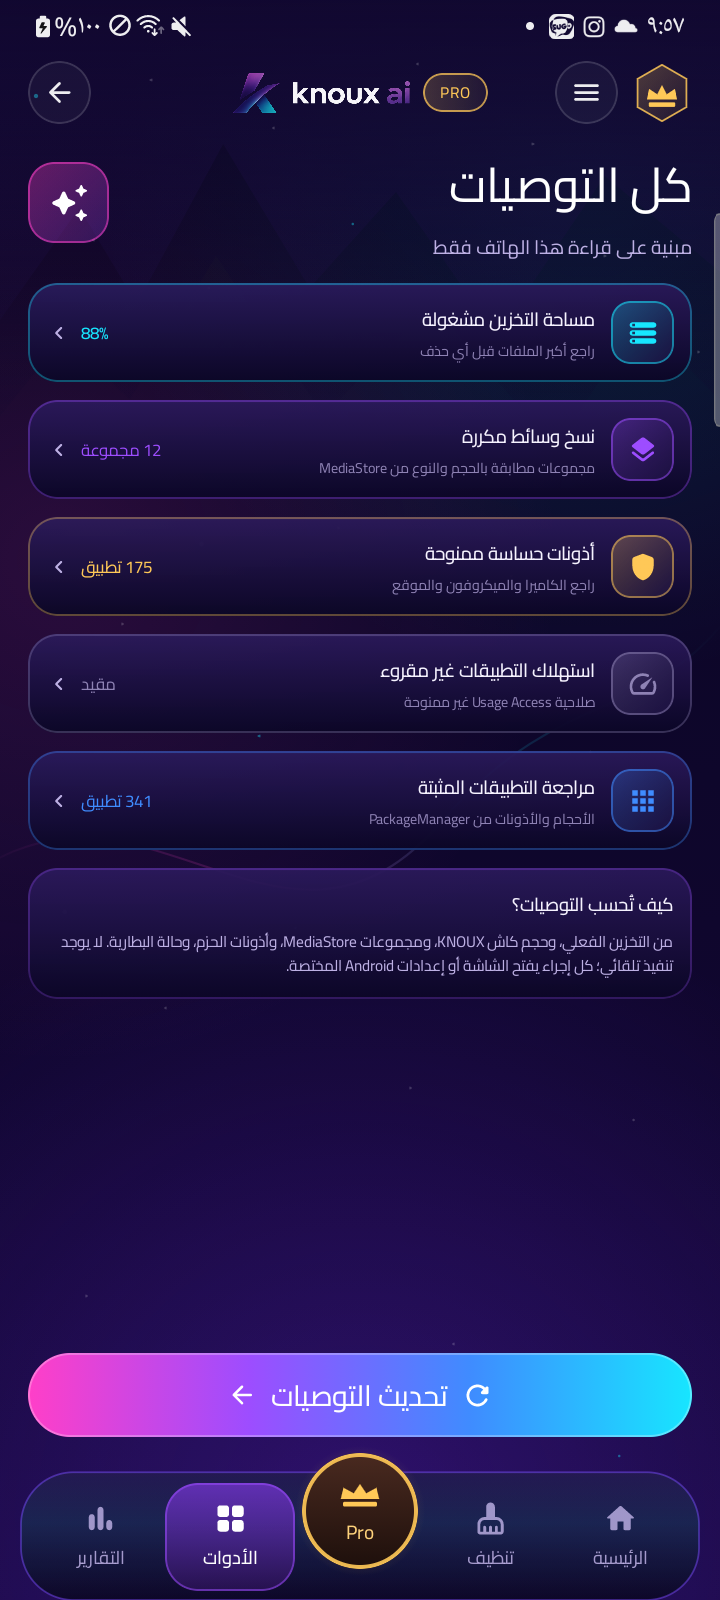 ٩:٥٧
%١٠٠
knoux ai
PRO
كل التوصيات
مبنية على قراءة هذا الهاتف فقط
مساحة التخزين مشغولة
راجع أكبر الملفات قبل أي حذف
88%
نسخ وسائط مكررة
مجموعات مطابقة بالحجم والنوع من MediaStore
12 مجموعة
أذونات حساسة ممنوحة
راجع الكاميرا والميكروفون والموقع
175 تطبيق
استهلاك التطبيقات غير مقروء
صلاحية Usage Access غير ممنوحة
مقيد
مراجعة التطبيقات المثبتة
الأحجام والأذونات من PackageManager
341 تطبيق
كيف تُحسب التوصيات؟
من التخزين الفعلي، وحجم كاش KNOUX، ومجموعات MediaStore، وأذونات الحزم، وحالة البطارية. لا يوجد
تنفيذ تلقائي؛ كل إجراء يفتح الشاشة أو إعدادات Android المختصة.
تحديث التوصيات
الرئيسية
تنظيف
Pro
الأدوات
التقارير